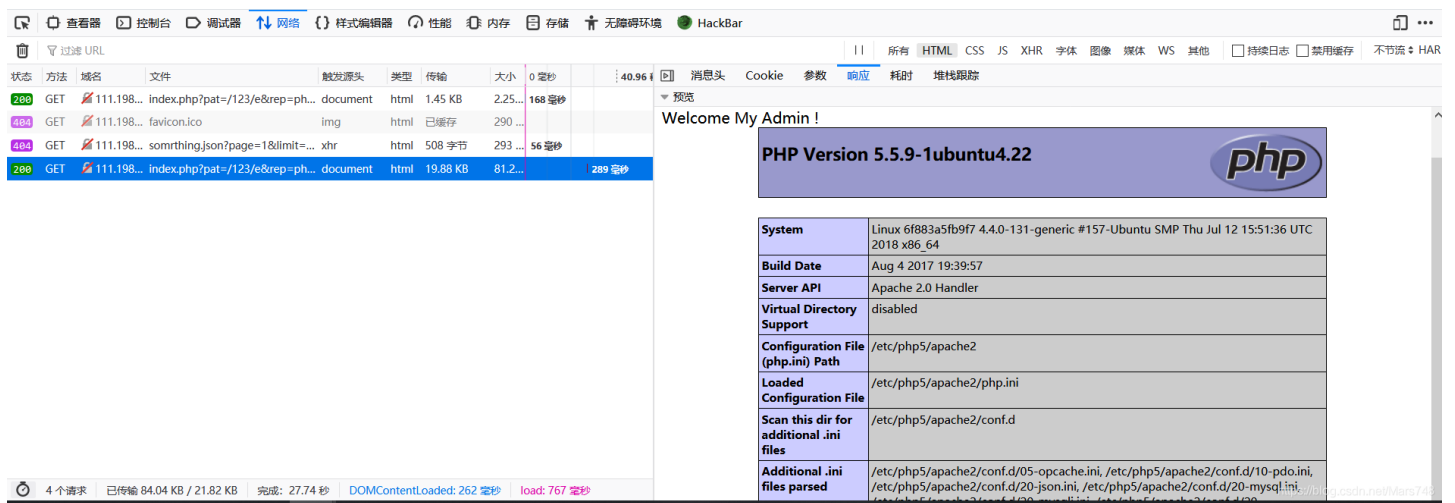 查看器 控制台 调试器 网络 样式编辑器 性能 内存 存储 无障碍环境 HackBar
过滤 URL 所有 HTML CSS JS XHR 字体 图像 媒体 WS 其他 持续日志 禁用缓存 不节流 HAR
状态 方法 域名 文件 触发源头 类型 传输 大小 0 毫秒 40.96 消息头 Cookie 参数 响应 耗时 堆栈跟踪
200 GET 111.198... index.php?pat=/123/e&rep=ph... document html 1.45 KB 2.25... 168 毫秒
预览
404 GET 111.198... favicon.ico img html 已缓存 290 ...
404 GET 111.198... somrthing.json?page=1&limit=... xhr html 508 字节 293 ... 56 毫秒
200 GET 111.198... index.php?pat=/123/e&rep=ph... document html 19.88 KB 81.2... 289 毫秒
Welcome My Admin !
PHP Version 5.5.9-1ubuntu4.22
php
System Linux 6f883a5fb9f7 4.4.0-131-generic #157-Ubuntu SMP Thu Jul 12 15:51:36 UTC
2018 x86_64
Build Date Aug 4 2017 19:39:57
Server API Apache 2.0 Handler
Virtual Directory disabled
Support
Configuration File /etc/php5/apache2
(php.ini) Path
Loaded /etc/php5/apache2/php.ini
Configuration File
Scan this dir for /etc/php5/apache2/conf.d
additional .ini
files
Additional .ini /etc/php5/apache2/conf.d/05-opcache.ini, /etc/php5/apache2/conf.d/10-pdo.ini,
files parsed /etc/php5/apache2/conf.d/20-json.ini, /etc/php5/apache2/conf.d/20-mysql.ini,
4 个请求 已传输 84.04 KB / 21.82 KB 完成: 27.74 秒 DOMContentLoaded: 262 毫秒 load: 767 毫秒